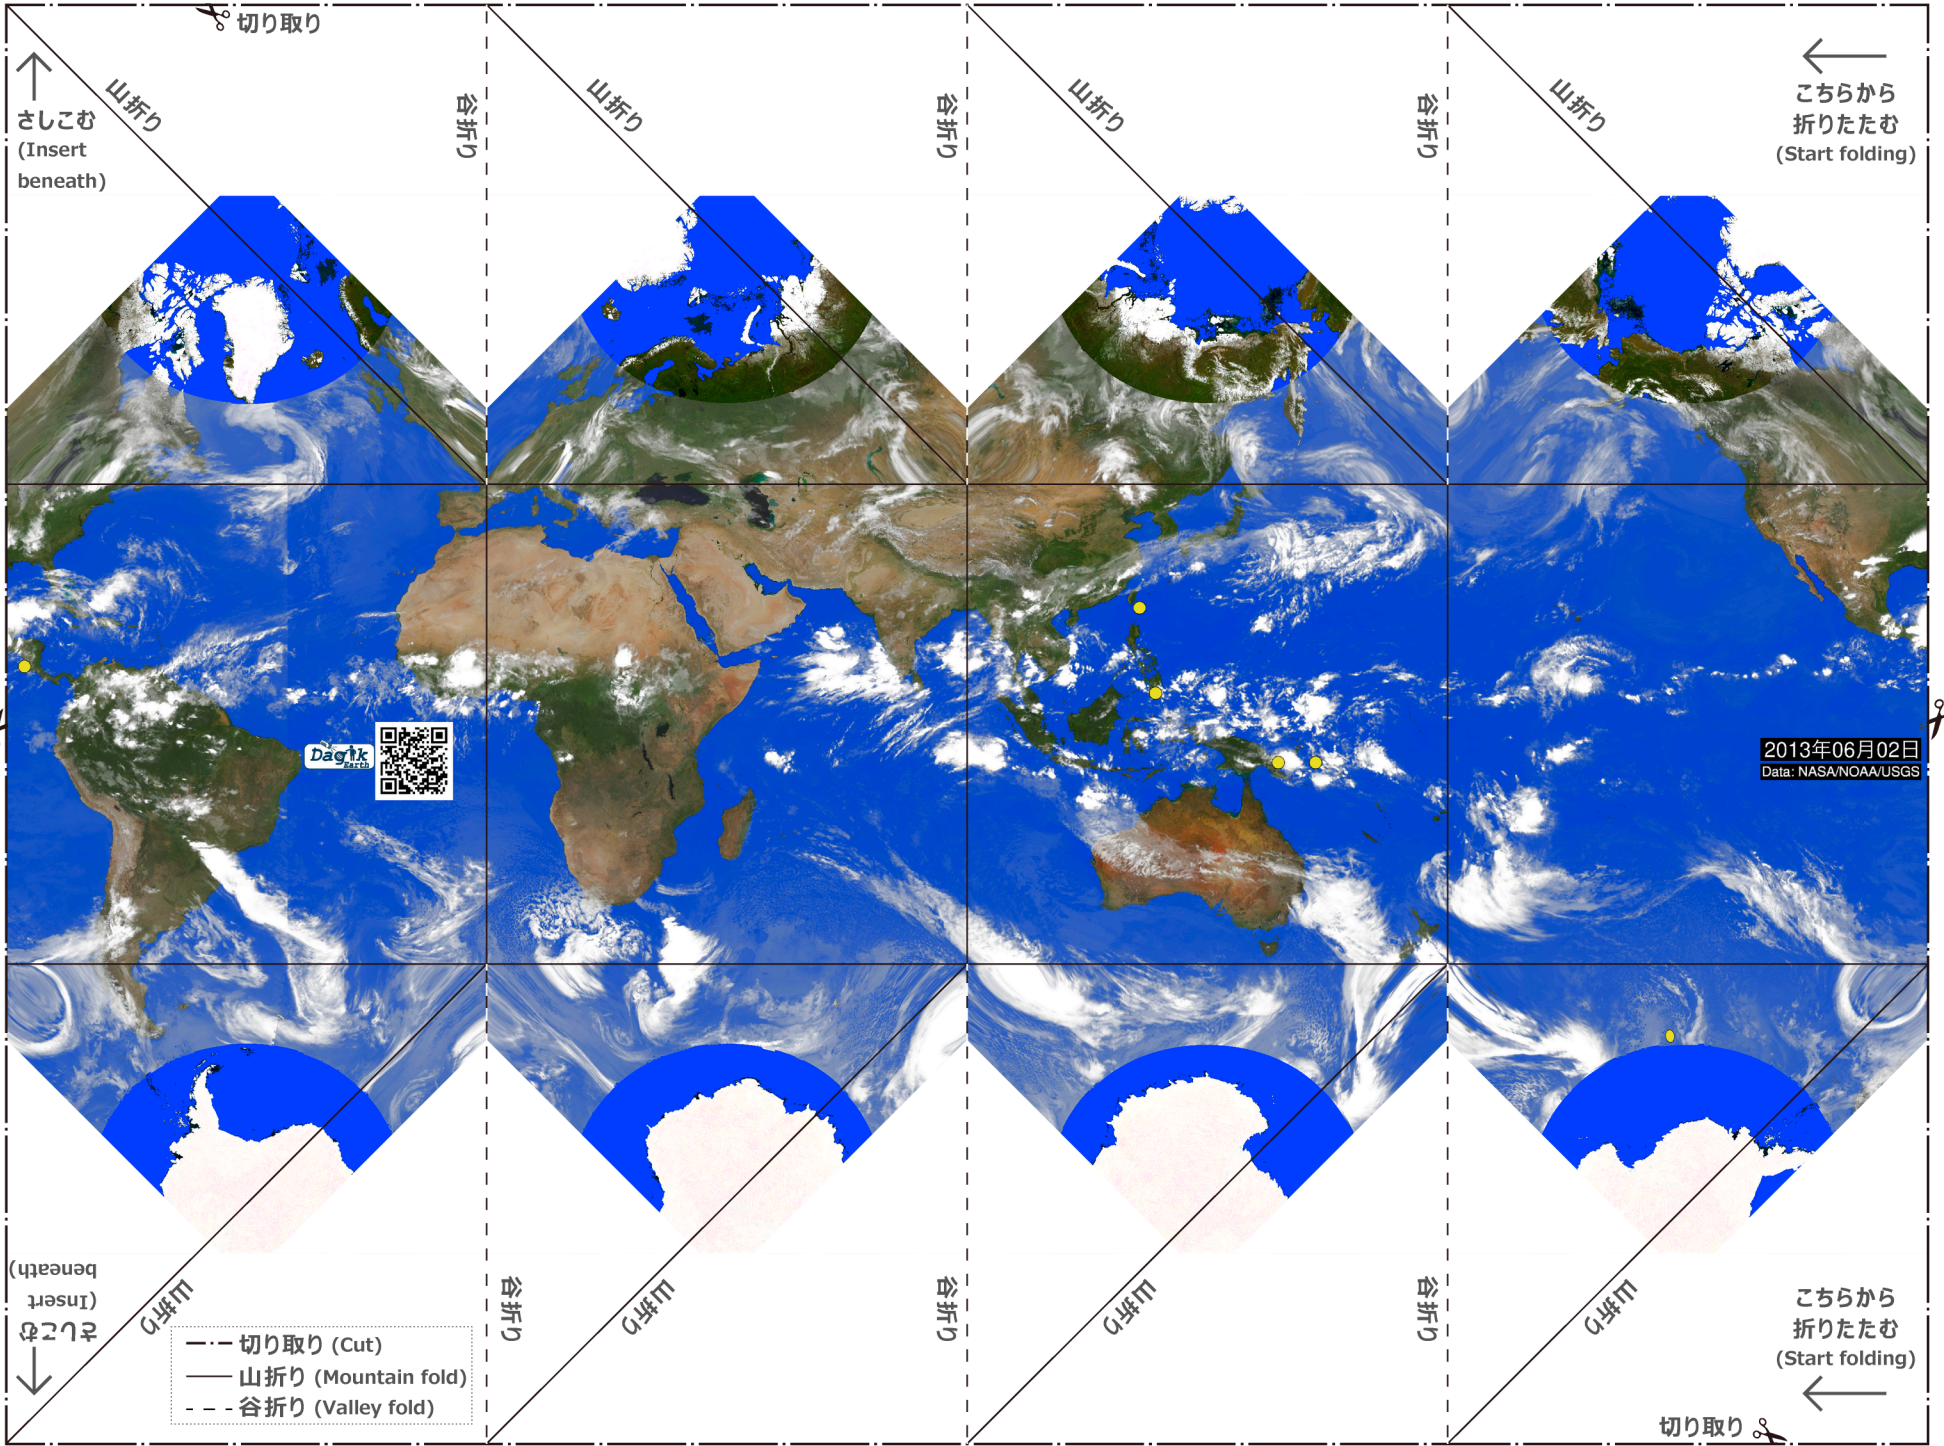 切り取り
山折り
谷折り
山折り
谷折り
山折り
谷折り
山折り
さしこむ
(Insert
beneath)
こちらから
折りたたむ
(Start folding)
Dagik
Earth
2013年06月02日
Data: NASA/NOAA/USGS
さしこむ
(Insert
beneath)
山折り
谷折り
山折り
谷折り
山折り
谷折り
山折り
こちらから
折りたたむ
(Start folding)
切り取り (Cut)
山折り (Mountain fold)
谷折り (Valley fold)
切り取り